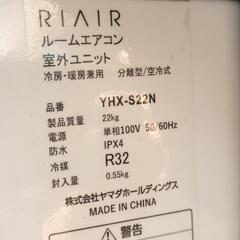 RIAIR
ルームエアコン
室外ユニット
冷房・暖房兼用 分離型/空冷式
品番 YHX-S22N
製品質量 22kg
電源 単相100V 50/60Hz
防水 IPX4
冷媒 R32
封入量 0.55kg
株式会社ヤマダホールディングス
MADE IN CHINA
警告